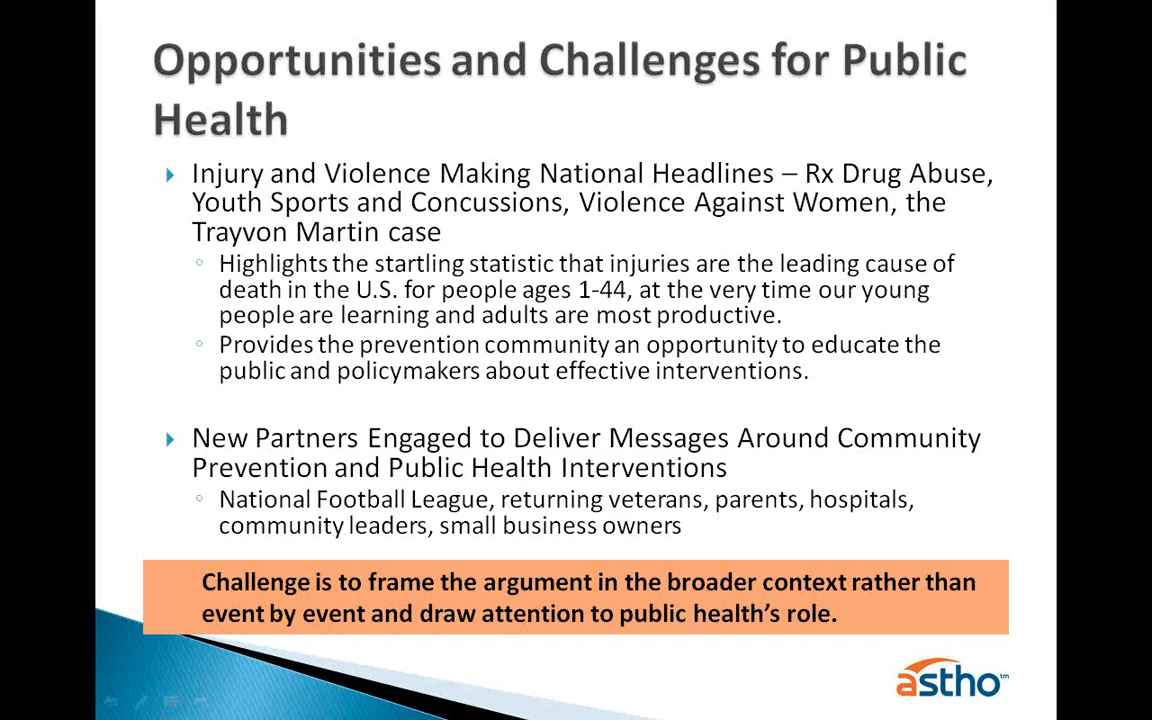 Opportunities and Challenges for Public
Health
Injury and Violence Making National Headlines – Rx Drug Abuse,
Youth Sports and Concussions, Violence Against Women, the
Trayvon Martin case
Highlights the startling statistic that injuries are the leading cause of
death in the U.S. for people ages 1-44, at the very time our young
people are learning and adults are most productive.
Provides the prevention community an opportunity to educate the
public and policymakers about effective interventions.
New Partners Engaged to Deliver Messages Around Community
Prevention and Public Health Interventions
National Football League, returning veterans, parents, hospitals,
community leaders, small business owners
Challenge is to frame the argument in the broader context rather than
event by event and draw attention to public health’s role.
astho™